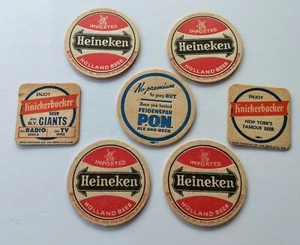 IMPORTED
Heineken
HOLLAND BEER
IMPORTED
Heineken
HOLLAND BEER
ENJOY
Knickerbocker
BEER
N.Y. GIANTS
RADIO
TV
No premium
to pay BUT
Have you tasted
FEIGENSPAN
P.O.N
ALE AND BEER
ENJOY
Knickerbocker
NEW YORK'S
FAMOUS BEER
IMPORTED
Heineken
HOLLAND BEER
IMPORTED
Heineken
HOLLAND BEER